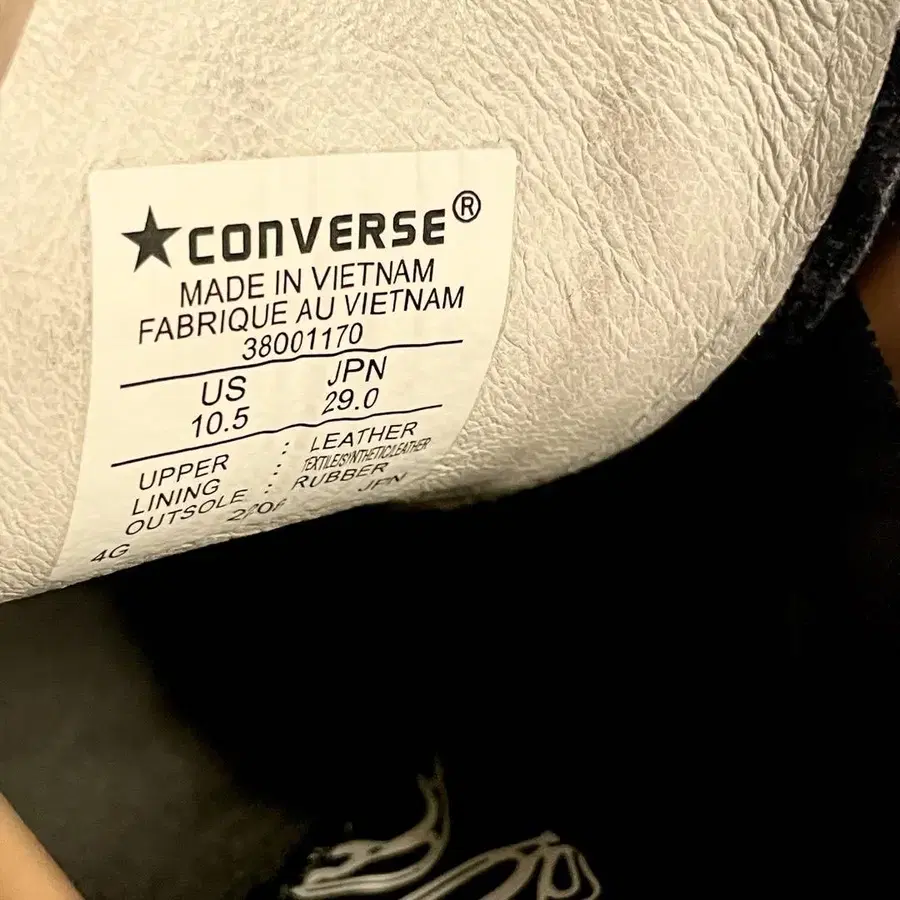 ★CONVERSE®
MADE IN VIETNAM
FABRIQUE AU VIETNAM
38001170
US JPN
10.5 29.0
UPPER : LEATHER
LINING : TEXTILE/SYNTHETIC/LEATHER
OUTSOLE : RUBBER
4G JPN